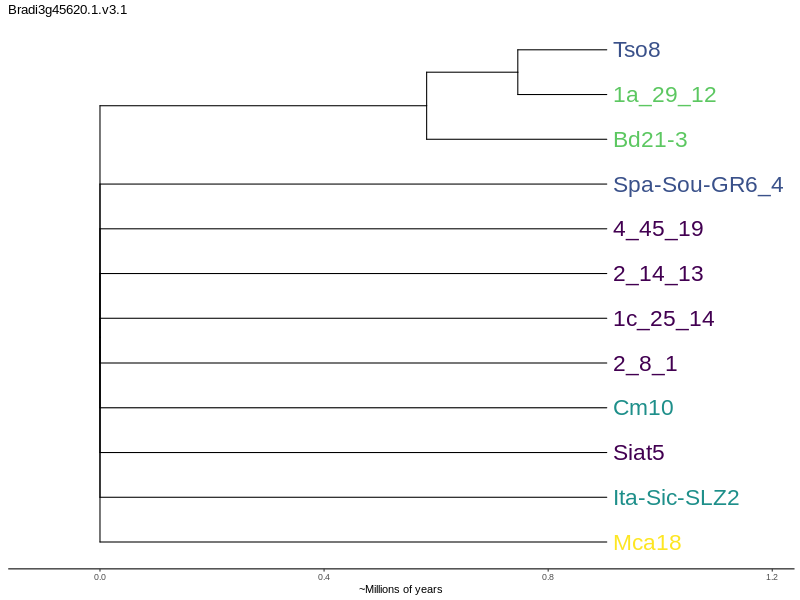 Bradi3g45620.1.v3.1
Tso8
1a_29_12
Bd21-3
Spa-Sou-GR6_4
4_45_19
2_14_13
1c_25_14
2_8_1
Cm10
Siat5
Ita-Sic-SLZ2
Mca18
0.0 0.4 0.8 1.2
~Millions of years